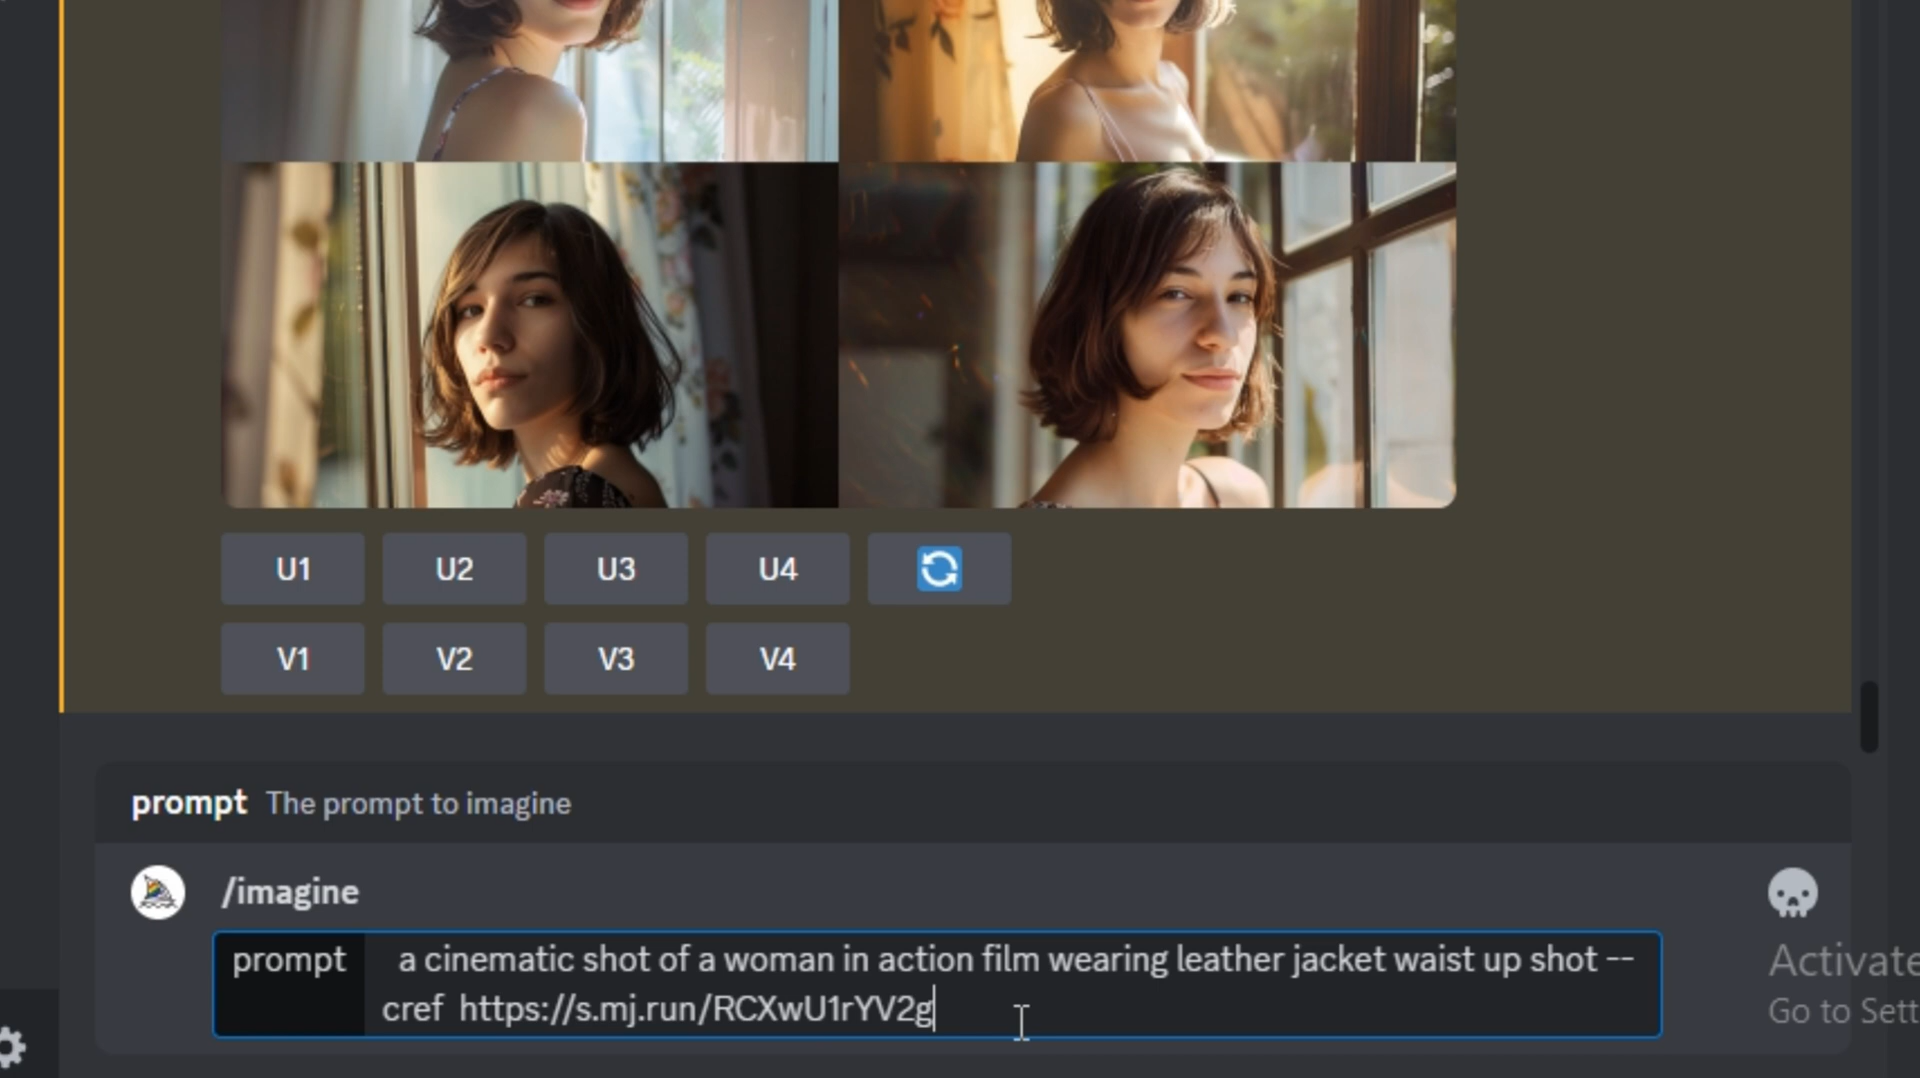 U1 U2 U3 U4
V1 V2 V3 V4
prompt The prompt to imagine
/imagine
prompt a cinematic shot of a woman in action film wearing leather jacket waist up shot --
cref https://s.mj.run/RCXwU1rYV2g
Activate
Go to Sett